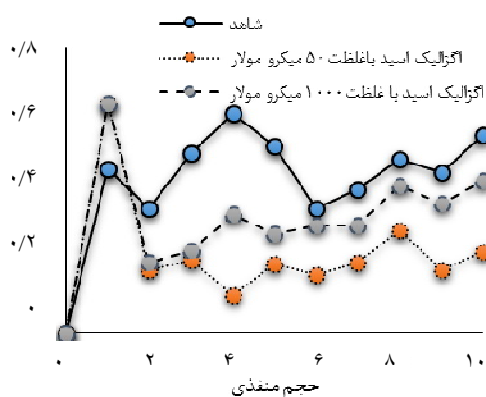 شاهد
اگزالیک اسید باغلظت ۵۰ میکرو مولار
اگزالیک اسید با غلظت ۱۰۰۰ میکرو مولار
۰/۸
۰/۶
۰/۴
۰/۲
۰
۰ ۲ ۴ ۶ ۸ ۱۰
حجم منفذی